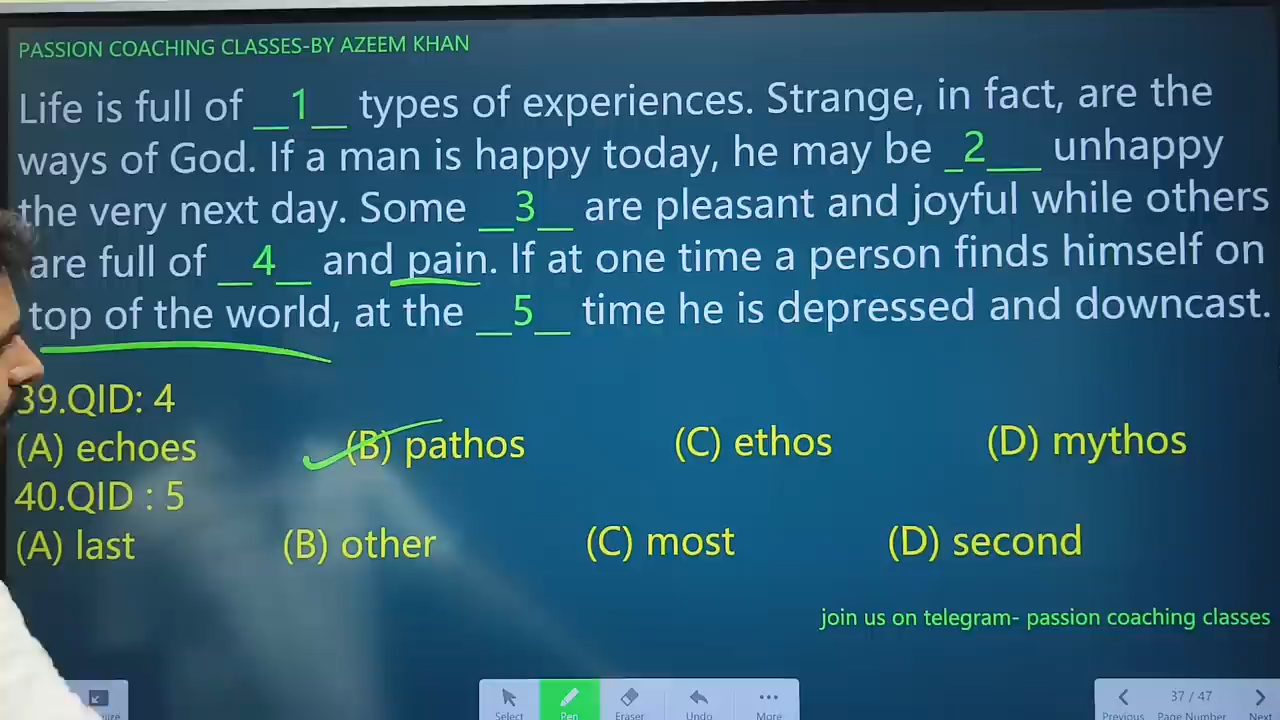 PASSION COACHING CLASSES-BY AZEEM KHAN
Life is full of __1__ types of experiences. Strange, in fact, are the
ways of God. If a man is happy today, he may be _2___ unhappy
the very next day. Some __3__ are pleasant and joyful while others
are full of __4__ and pain. If at one time a person finds himself on
top of the world, at the __5__ time he is depressed and downcast.
39.QID: 4
(A) echoes (B) pathos (C) ethos (D) mythos
40.QID : 5
(A) last (B) other (C) most (D) second
join us on telegram- passion coaching classes
37 / 47
Select Pen Eraser Undo More Previous Page Number Next